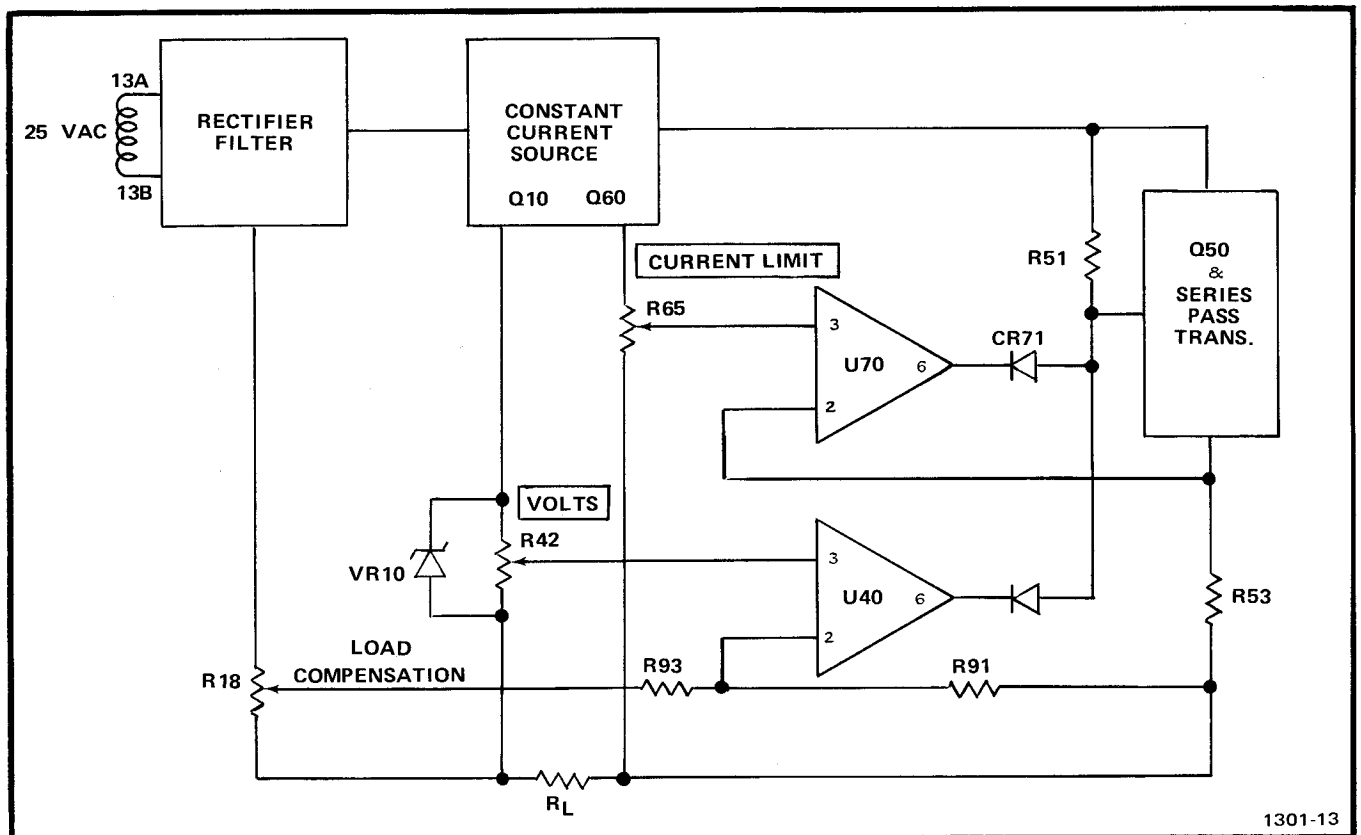 13A
25 VAC
13B
RECTIFIER
FILTER
CONSTANT
CURRENT
SOURCE
Q10 Q60
CURRENT LIMIT
R65
3
U70
6
2
CR71
R51
Q50
&
SERIES
PASS
TRANS.
VOLTS
R42
VR10
3
U40
6
2
R53
LOAD
COMPENSATION
R18
R93
R91
RL
1301-13